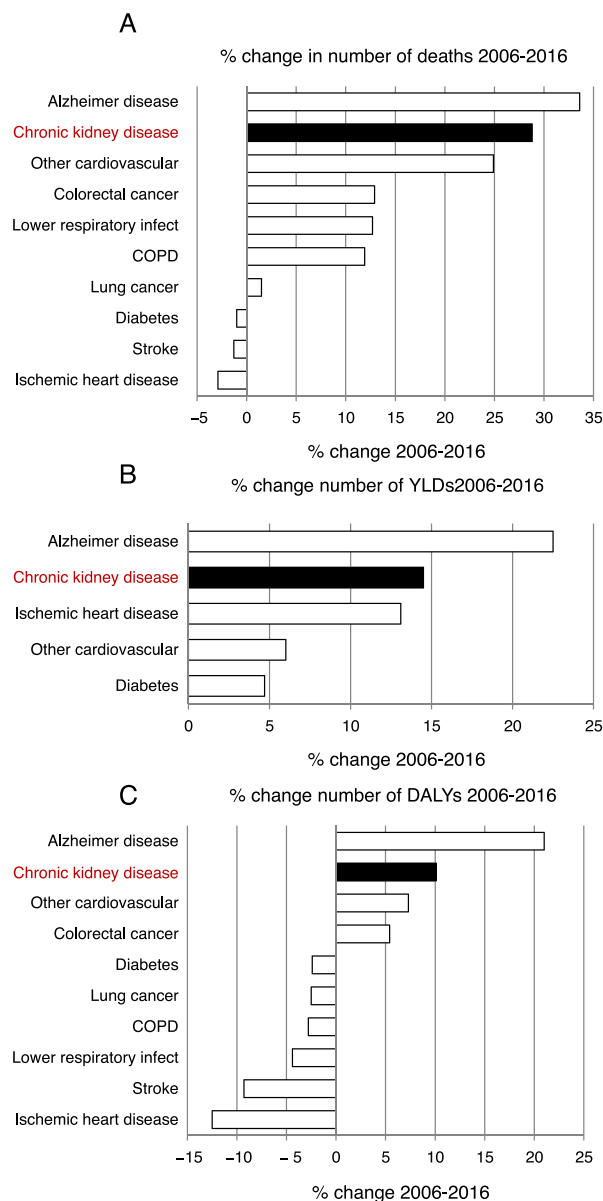 A
% change in number of deaths 2006-2016
Alzheimer disease
Chronic kidney disease
Other cardiovascular
Colorectal cancer
Lower respiratory infect
COPD
Lung cancer
Diabetes
Stroke
Ischemic heart disease
−5 0 5 10 15 20 25 30 35
% change 2006-2016
B
% change number of YLDs2006-2016
Alzheimer disease
Chronic kidney disease
Ischemic heart disease
Other cardiovascular
Diabetes
0 5 10 15 20 25
% change 2006-2016
C
% change number of DALYs 2006-2016
Alzheimer disease
Chronic kidney disease
Other cardiovascular
Colorectal cancer
Diabetes
Lung cancer
COPD
Lower respiratory infect
Stroke
Ischemic heart disease
−15 −10 −5 0 5 10 15 20 25
% change 2006-2016